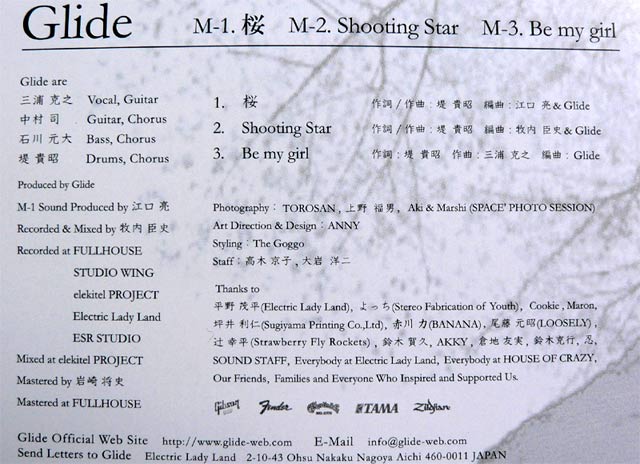 Glide M-1. 桜 M-2. Shooting Star M-3. Be my girl
Glide are
三浦 克之 Vocal, Guitar
中村 司 Guitar, Chorus
石川 元大 Bass, Chorus
堤 貴昭 Drums, Chorus
Produced by Glide
M-1 Sound Produced by 江口 亮
Recorded & Mixed by 牧内 臣史
Recorded at FULLHOUSE
STUDIO WING
elekitel PROJECT
Electric Lady Land
ESR STUDIO
Mixed at elekitel PROJECT
Mastered by 岩崎 将史
Mastered at FULLHOUSE
1. 桜 作詞 / 作曲 : 堤 貴昭 編曲 : 江口 亮 & Glide
2. Shooting Star 作詞 / 作曲 : 堤 貴昭 編曲 : 牧内 臣史 & Glide
3. Be my girl 作詞 : 堤 貴昭 作曲 : 三浦 克之 編曲 : Glide
Photography : TOROSAN , 上野 福男 , Aki & Marshi (SPACE' PHOTO SESSION)
Art Direction & Design : ANNY
Styling : The Goggo
Staff : 高木 京子 , 大岩 洋二
Thanks to
平野 茂平(Electric Lady Land), よっち(Stereo Fabrication of Youth), Cookie , Maron,
坪井 利仁(Sugiyama Printing Co.,Ltd), 赤川 力(BANANA), 尾藤 元昭(LOOSELY) ,
辻 幸平(Strawberry Fly Rockets) , 鈴木 賀久 , AKKY, 倉地 友実 , 鈴木克行, 忍,
SOUND STAFF, Everybody at Electric Lady Land, Everybody at HOUSE OF CRAZY,
Our Friends, Families and Everyone Who Inspired and Supported Us.
Gibson Fender TAMA Zildjian
Glide Official Web Site http://www.glide-web.com E-Mail info@glide-web.com
Send Letters to Glide Electric Lady Land 2-10-43 Ohsu Nakaku Nagoya Aichi 460-0011 JAPAN